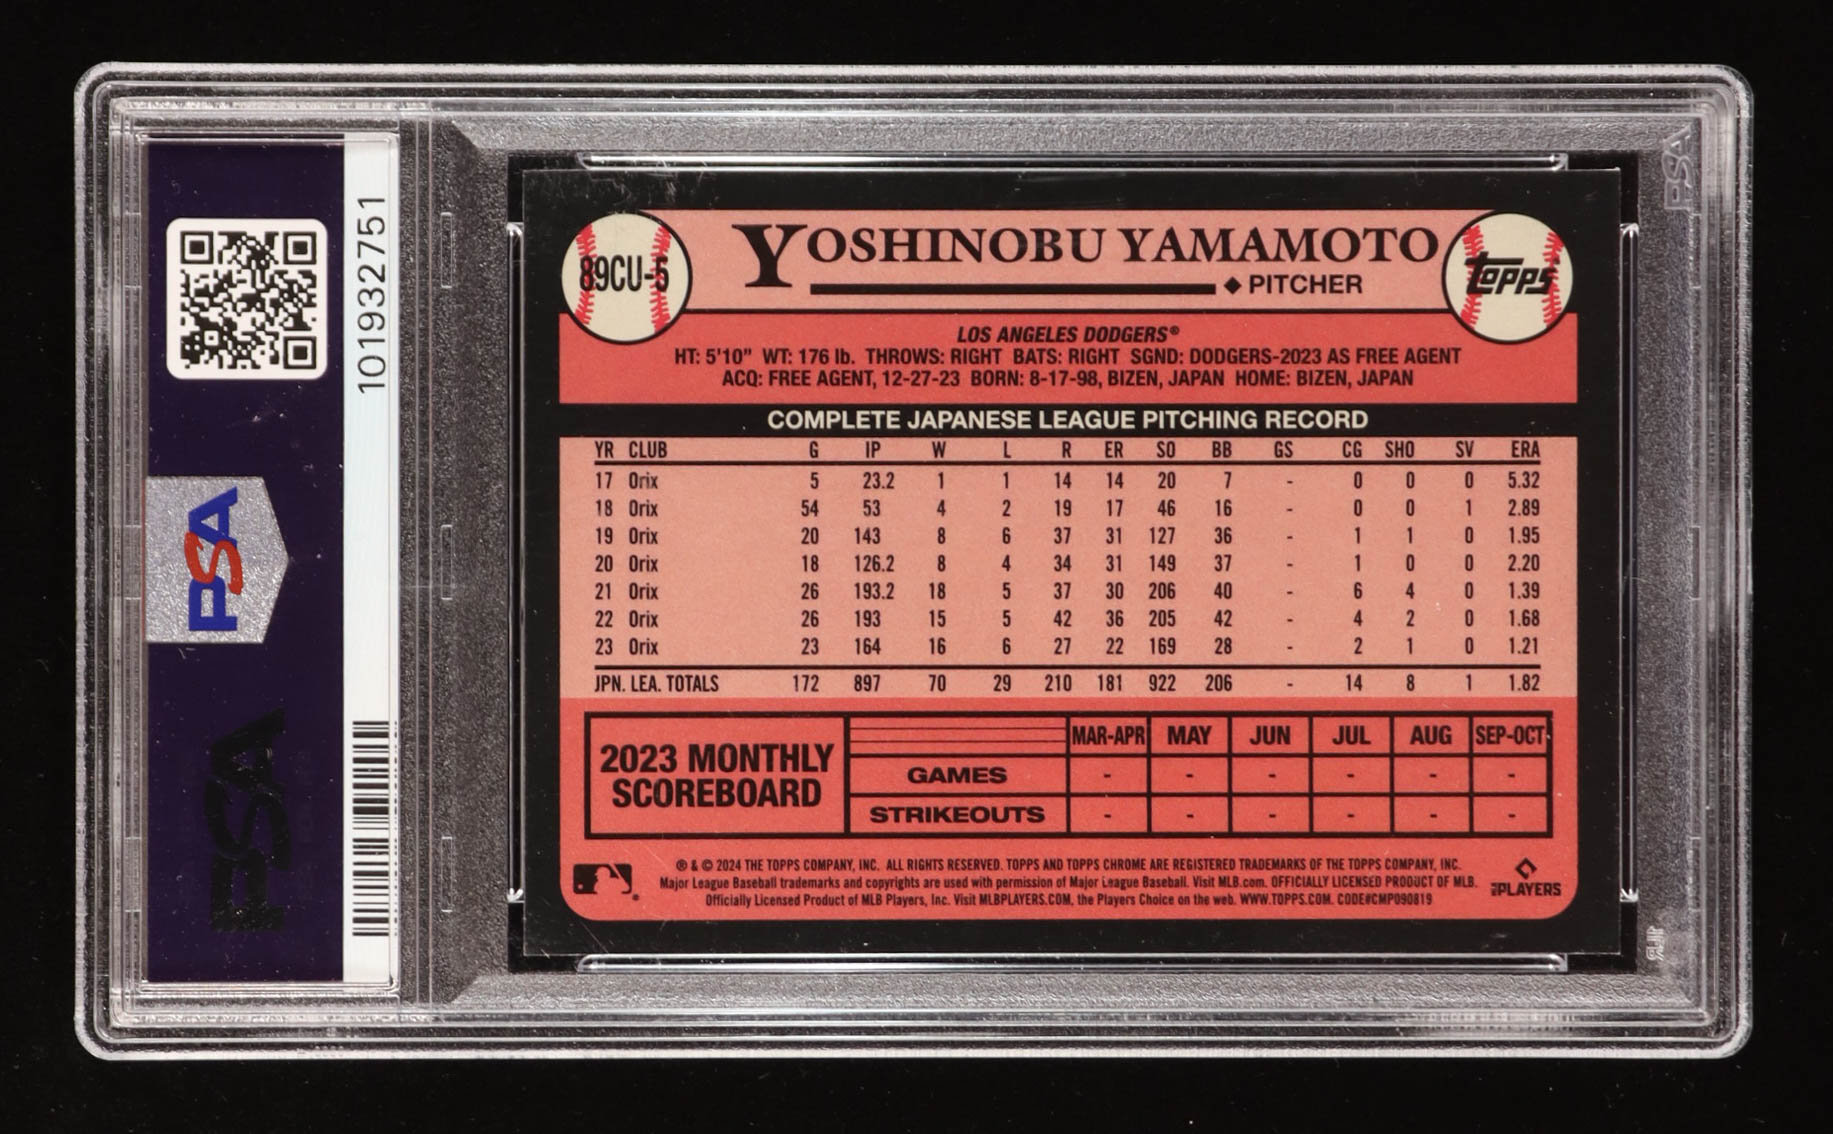 101932751
PSA
PSA
PSA
89CU-5
YOSHINOBU YAMAMOTO
◆ PITCHER
topps
LOS ANGELES DODGERS®
HT: 5'10" WT: 176 lb. THROWS: RIGHT BATS: RIGHT SGND: DODGERS-2023 AS FREE AGENT
ACQ: FREE AGENT, 12-27-23 BORN: 8-17-98, BIZEN, JAPAN HOME: BIZEN, JAPAN
COMPLETE JAPANESE LEAGUE PITCHING RECORD
YR CLUB G IP W L R ER SO BB GS CG SHO SV ERA
17 Orix 5 23.2 1 1 14 14 20 7 - 0 0 0 5.32
18 Orix 54 53 4 2 19 17 46 16 - 0 0 1 2.89
19 Orix 20 143 8 6 37 31 127 36 - 1 1 0 1.95
20 Orix 18 126.2 8 4 34 31 149 37 - 1 0 0 2.20
21 Orix 26 193.2 18 5 37 30 206 40 - 6 4 0 1.39
22 Orix 26 193 15 5 42 36 205 42 - 4 2 0 1.68
23 Orix 23 164 16 6 27 22 169 28 - 2 1 0 1.21
JPN. LEA. TOTALS 172 897 70 29 210 181 922 206 - 14 8 1 1.82
2023 MONTHLY
SCOREBOARD
MAR-APR MAY JUN JUL AUG SEP-OCT
GAMES - - - - - -
STRIKEOUTS - - - - - -
® & © 2024 THE TOPPS COMPANY, INC. ALL RIGHTS RESERVED. TOPPS AND TOPPS CHROME ARE REGISTERED TRADEMARKS OF THE TOPPS COMPANY, INC.
Major League Baseball trademarks and copyrights are used with permission of Major League Baseball. Visit MLB.com. OFFICIALLY LICENSED PRODUCT OF MLB.
Officially Licensed Product of MLB Players, Inc. Visit MLBPLAYERS.COM, the Players Choice on the web. WWW.TOPPS.COM. CODE#CMP090819
PLAYERS